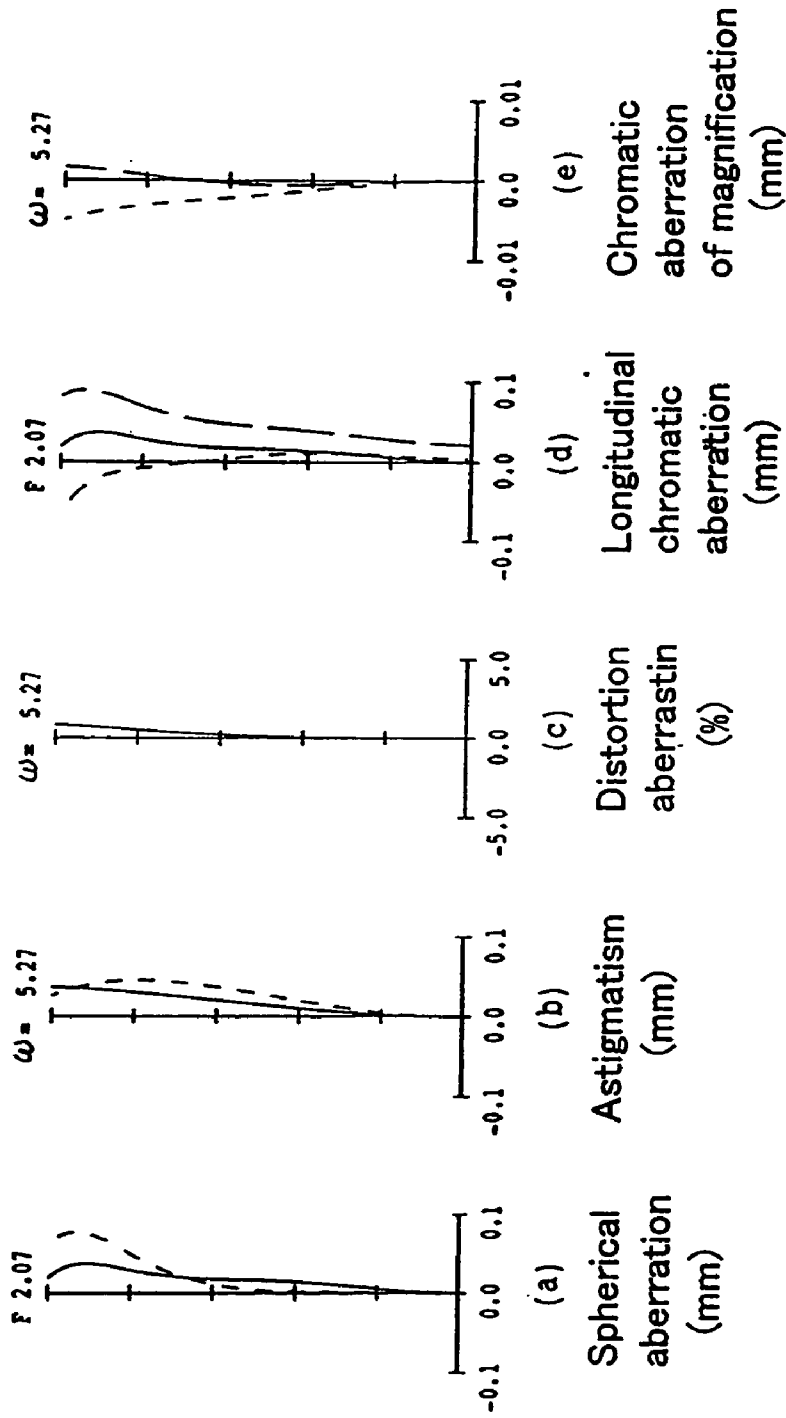 F 2.07
-0.1 0.0 0.1
(a)
Spherical
aberration
(mm)
ω= 5.27
-0.1 0.0 0.1
(b)
Astigmatism
(mm)
ω= 5.27
-5.0 0.0 5.0
(c)
Distortion
aberrastin
(%)
F 2.07
-0.1 0.0 0.1
(d)
Longitudinal
chromatic
aberration
(mm)
ω= 5.27
-0.01 0.0 0.01
(e)
Chromatic
aberration
of magnification
(mm)